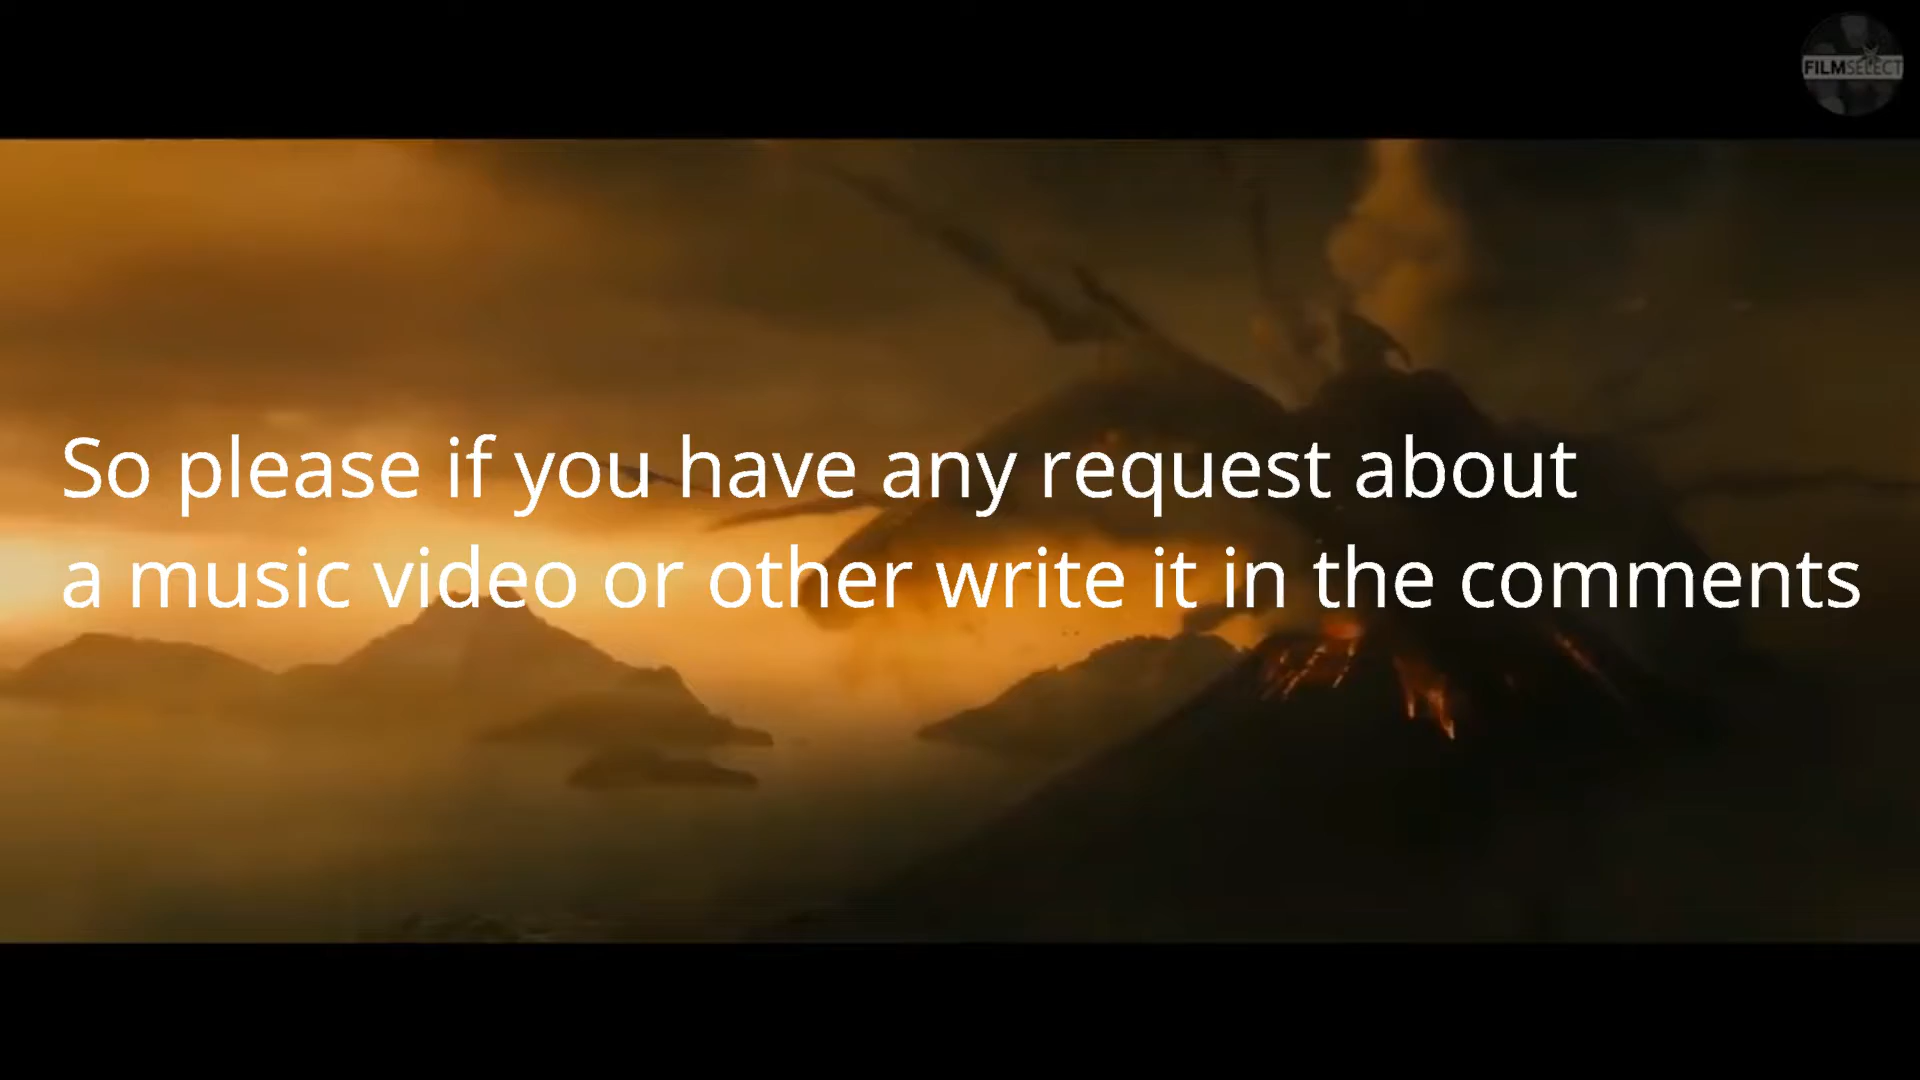 FILMSELECT
So please if you have any request about
a music video or other write it in the comments